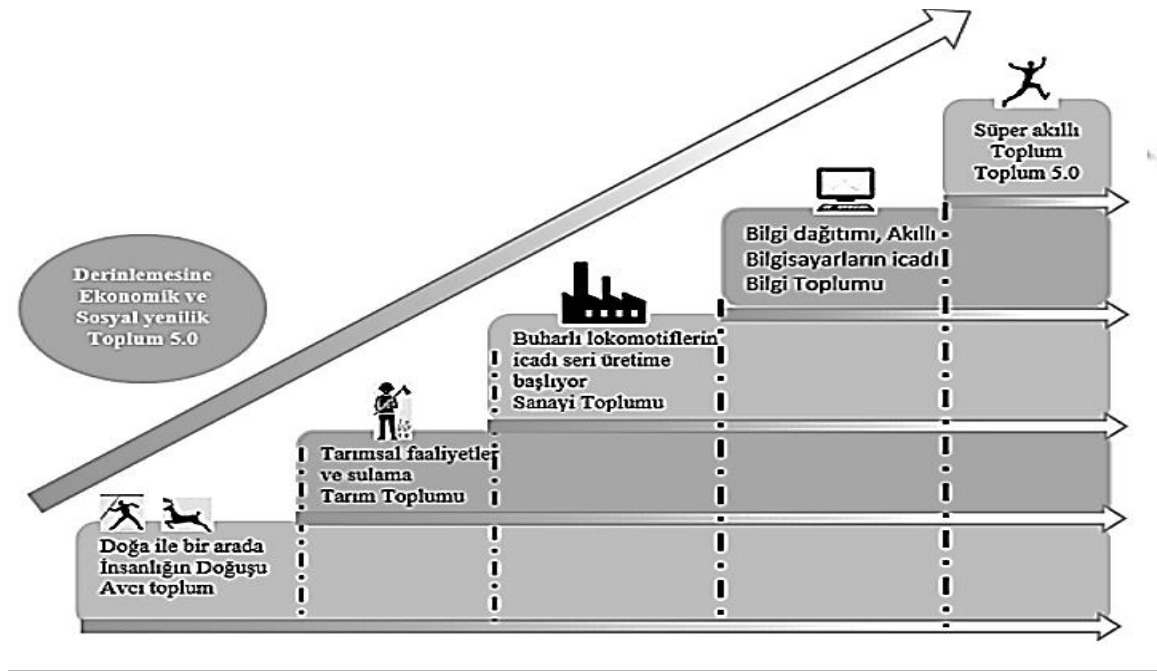 Süper akıllı
Toplum
Toplum 5.0
Bilgi dağıtımı, Akıllı
Bilgisayarların icadı
Bilgi Toplumu
Derinlemesine
Ekonomik ve
Sosyal yenilik
Toplum 5.0
Buharlı lokomotiflerin
icadı seri üretime
başlıyor
Sanayi Toplumu
Tarımsal faaliyetler
ve sulama
Tarım Toplumu
Doğa ile bir arada
İnsanlığın Doğuşu
Avcı toplum